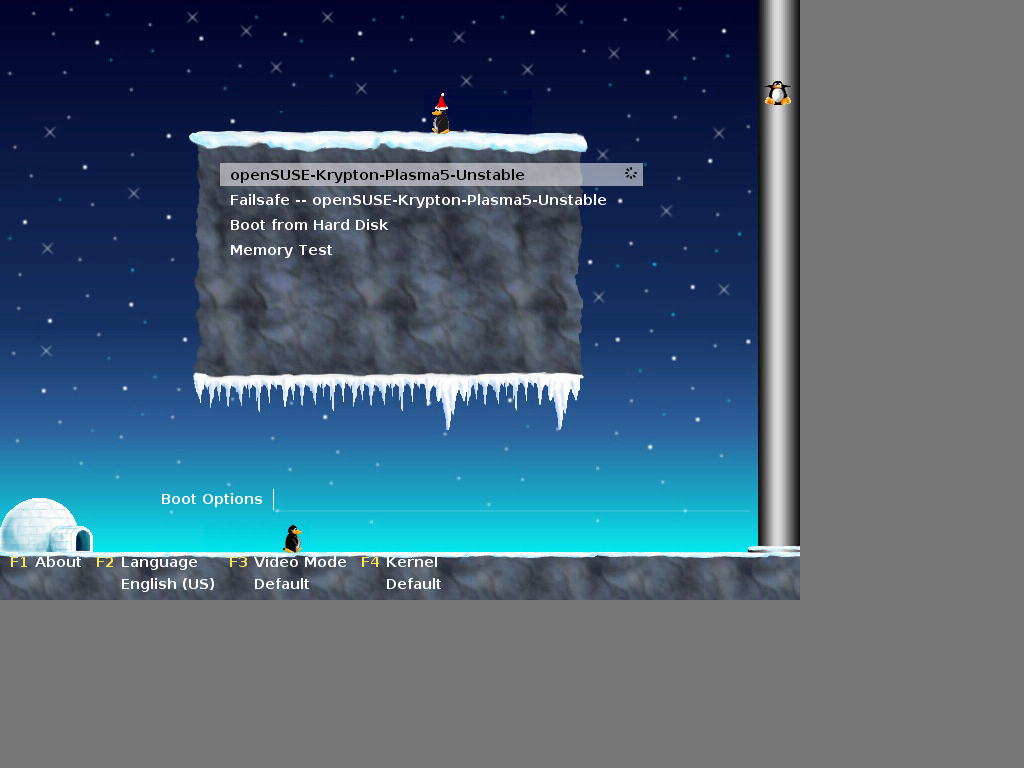 openSUSE-Krypton-Plasma5-Unstable
Failsafe -- openSUSE-Krypton-Plasma5-Unstable
Boot from Hard Disk
Memory Test
Boot Options
F1 About F2 Language F3 Video Mode F4 Kernel
English (US) Default Default